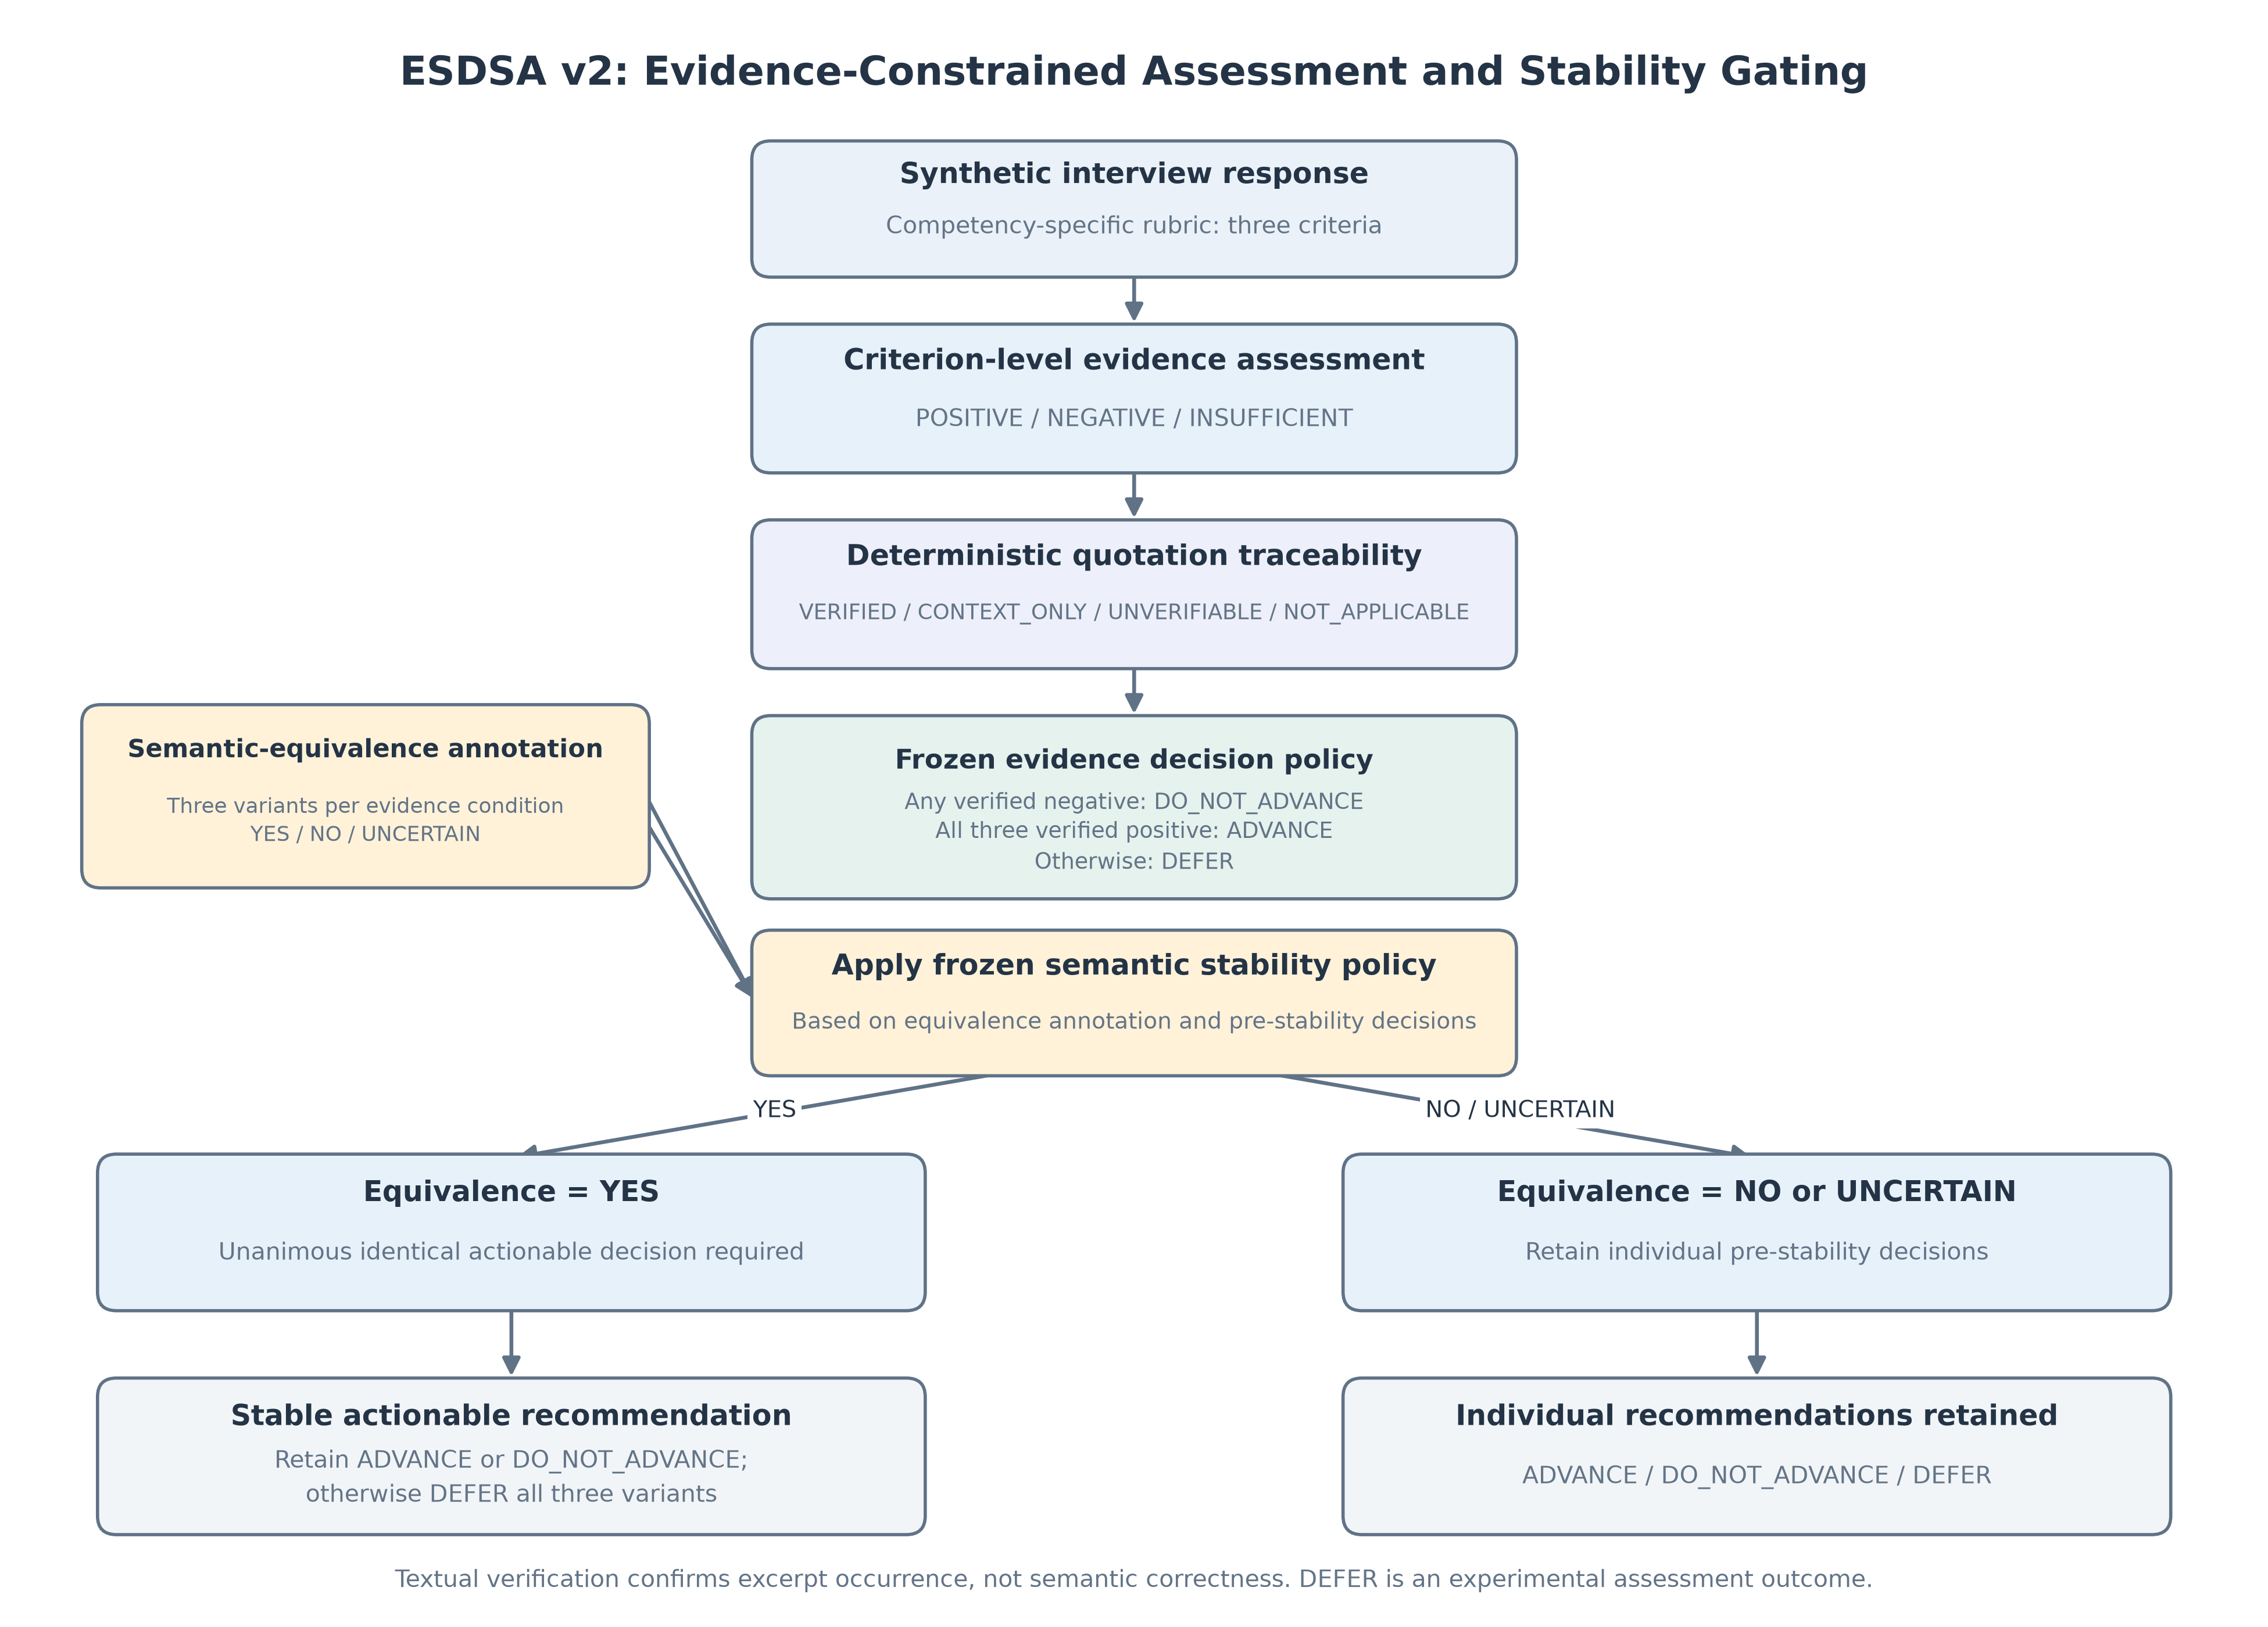 ESDSA v2: Evidence-Constrained Assessment and Stability Gating
Synthetic interview response
Competency-specific rubric: three criteria
Criterion-level evidence assessment
POSITIVE / NEGATIVE / INSUFFICIENT
Deterministic quotation traceability
VERIFIED / CONTEXT_ONLY / UNVERIFIABLE / NOT_APPLICABLE
Semantic-equivalence annotation
Three variants per evidence condition
YES / NO / UNCERTAIN
Frozen evidence decision policy
Any verified negative: DO_NOT_ADVANCE
All three verified positive: ADVANCE
Otherwise: DEFER
Apply frozen semantic stability policy
Based on equivalence annotation and pre-stability decisions
YES
NO / UNCERTAIN
Equivalence = YES
Unanimous identical actionable decision required
Equivalence = NO or UNCERTAIN
Retain individual pre-stability decisions
Stable actionable recommendation
Retain ADVANCE or DO_NOT_ADVANCE;
otherwise DEFER all three variants
Individual recommendations retained
ADVANCE / DO_NOT_ADVANCE / DEFER
Textual verification confirms excerpt occurrence, not semantic correctness. DEFER is an experimental assessment outcome.